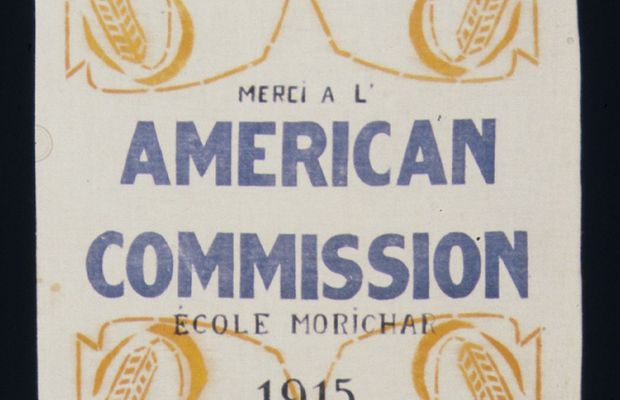 MERCI A L'
AMERICAN
COMMISSION
ÉCOLE MORICHAR
1915